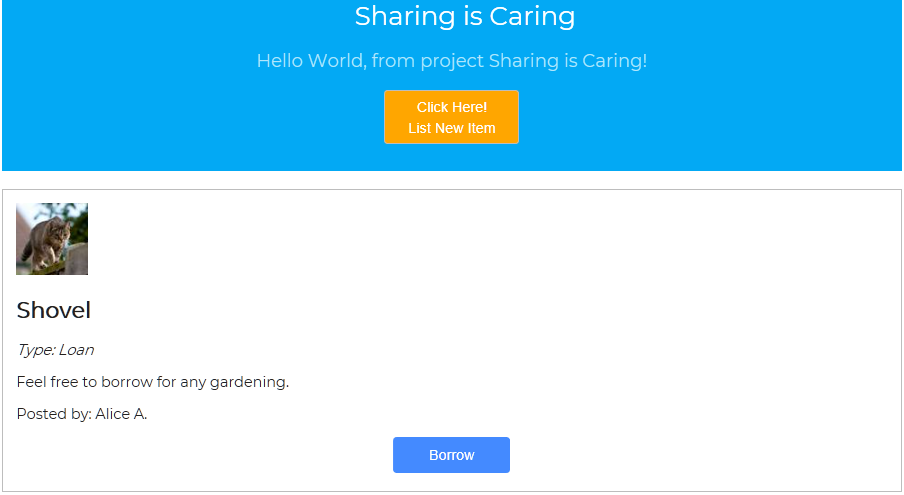 Sharing is Caring
Hello World, from project Sharing is Caring!
Click Here!
List New Item
Shovel
Type: Loan
Feel free to borrow for any gardening.
Posted by: Alice A.
Borrow